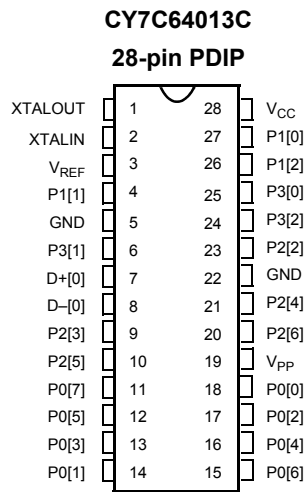 CY7C64013C
28-pin PDIP
XTALOUT 1 28 VCC
XTALIN 2 27 P1[0]
VREF 3 26 P1[2]
P1[1] 4 25 P3[0]
GND 5 24 P3[2]
P3[1] 6 23 P2[2]
D+[0] 7 22 GND
D–[0] 8 21 P2[4]
P2[3] 9 20 P2[6]
P2[5] 10 19 VPP
P0[7] 11 18 P0[0]
P0[5] 12 17 P0[2]
P0[3] 13 16 P0[4]
P0[1] 14 15 P0[6]